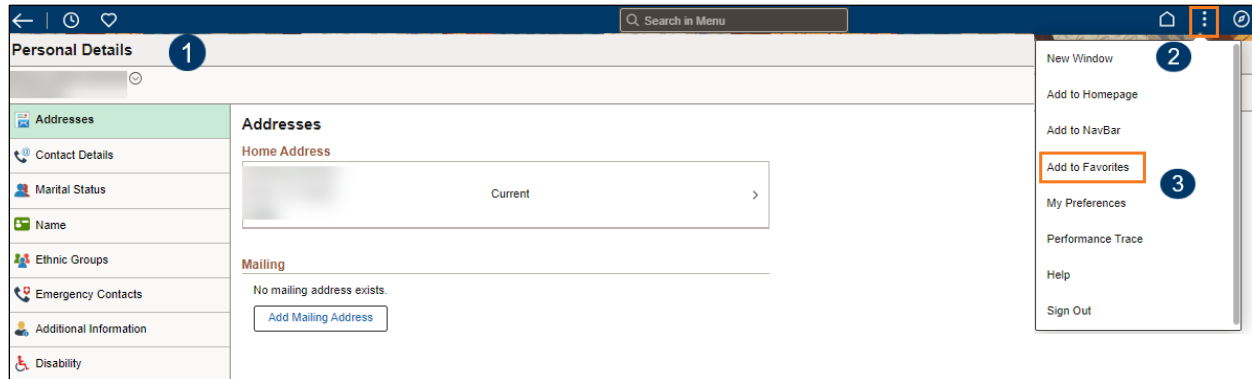 Search in Menu
Personal Details
1
Addresses
Contact Details
Marital Status
Name
Ethnic Groups
Emergency Contacts
Additional Information
Disability
Addresses
Home Address
Current
Mailing
No mailing address exists.
Add Mailing Address
2
New Window
Add to Homepage
Add to NavBar
Add to Favorites
3
My Preferences
Performance Trace
Help
Sign Out